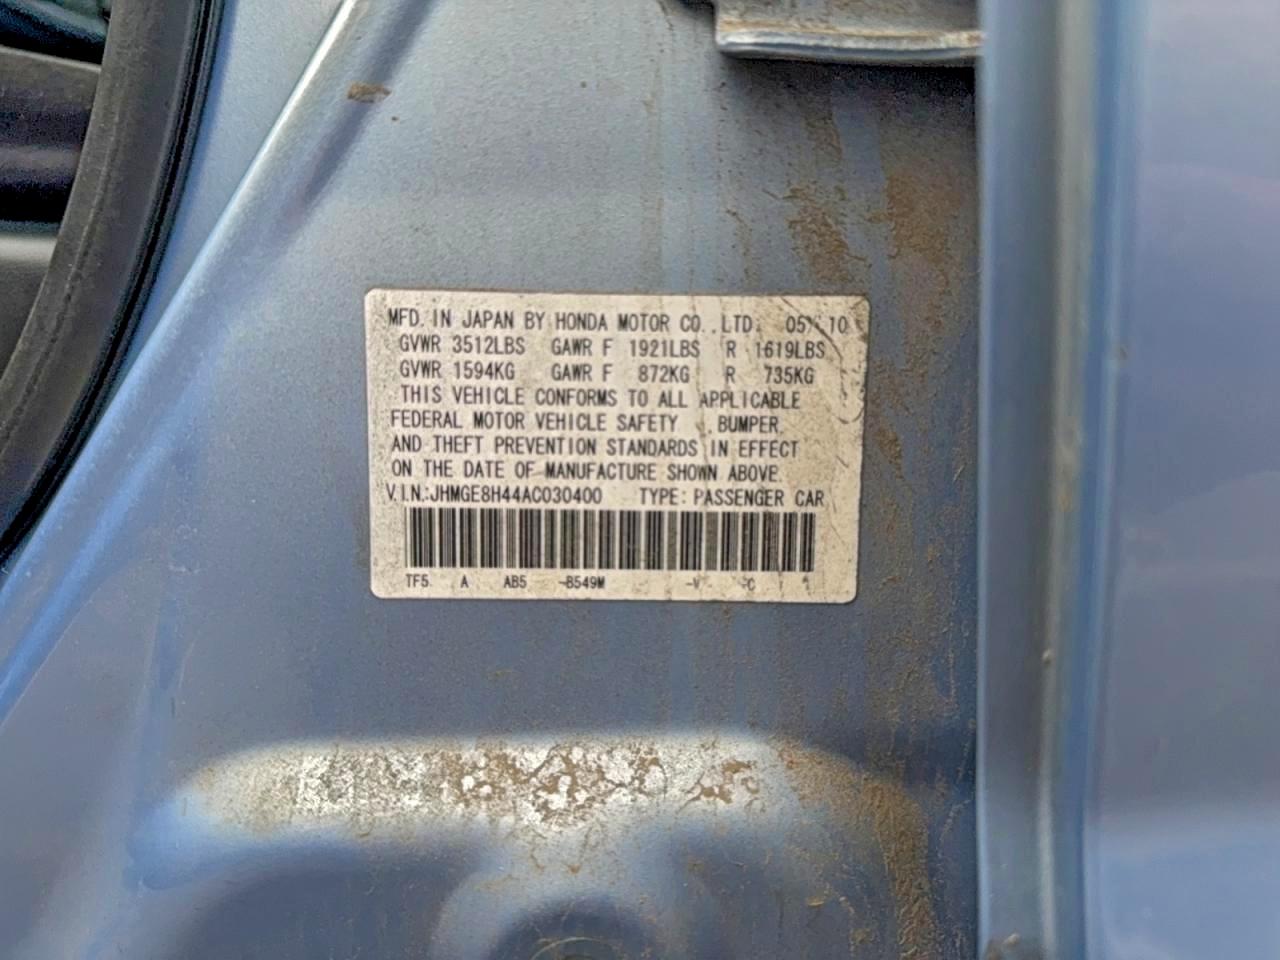 MFD. IN JAPAN BY HONDA MOTOR CO.,LTD. 05/10
GVWR 3512LBS GAWR F 1921LBS R 1619LBS
GVWR 1594KG GAWR F 872KG R 735KG
THIS VEHICLE CONFORMS TO ALL APPLICABLE
FEDERAL MOTOR VEHICLE SAFETY , BUMPER,
AND THEFT PREVENTION STANDARDS IN EFFECT
ON THE DATE OF MANUFACTURE SHOWN ABOVE.
V.I.N.:JHMGE8H44AC030400 TYPE: PASSENGER CAR
TF5 A AB5 -B549M -V -C